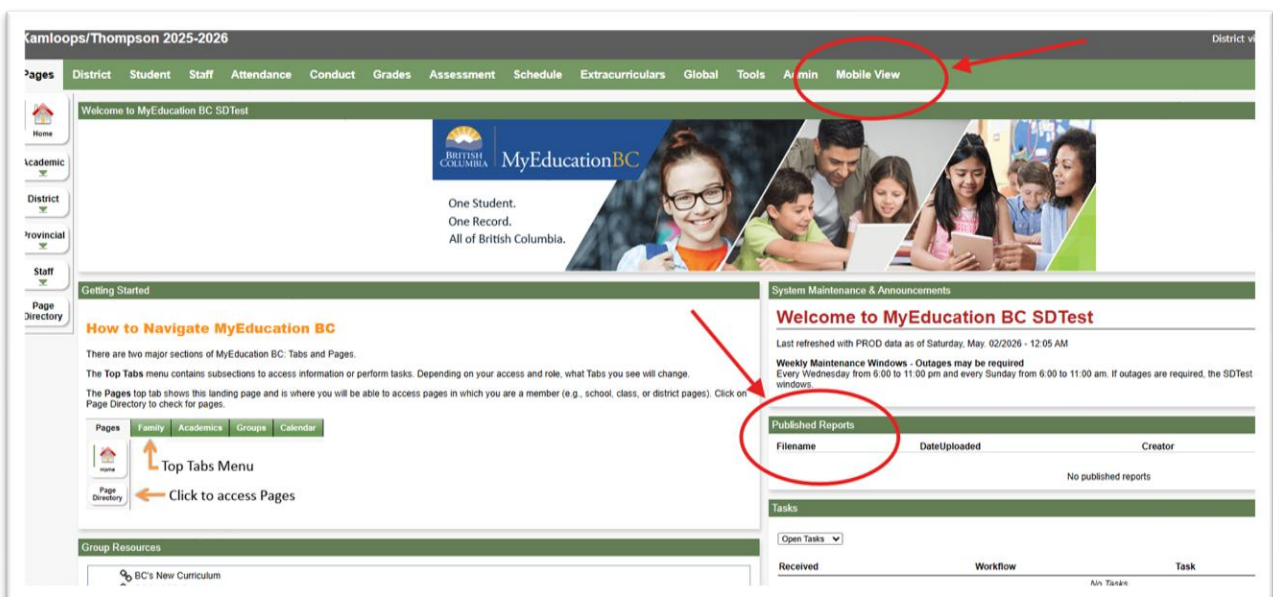 Kamloops/Thompson 2025-2026
District vi
Pages District Student Staff Attendance Conduct Grades Assessment Schedule Extracurriculars Global Tools Admin Mobile View
Home
Academic
District
Provincial
Staff
Page
Directory
Welcome to MyEducation BC SDTest
BRITISH
COLUMBIA
MyEducationBC
One Student.
One Record.
All of British Columbia.
Getting Started
How to Navigate MyEducation BC
There are two major sections of MyEducation BC: Tabs and Pages.
The Top Tabs menu contains subsections to access information or perform tasks. Depending on your access and role, what Tabs you see will change.
The Pages top tab shows this landing page and is where you will be able to access pages in which you are a member (e.g., school, class, or district pages). Click on
Page Directory to check for pages.
Pages Family Academics Groups Calendar
Home
Top Tabs Menu
Page
Directory
Click to access Pages
Group Resources
BC's New Curriculum
System Maintenance & Announcements
Welcome to MyEducation BC SDTest
Last refreshed with PROD data as of Saturday, May. 02/2026 - 12:05 AM
Weekly Maintenance Windows - Outages may be required
Every Wednesday from 6:00 to 11:00 pm and every Sunday from 6:00 to 11:00 am. If outages are required, the SDTest
windows.
Published Reports
Filename DateUploaded Creator
No published reports
Tasks
Open Tasks
Received Workflow Task
No Tasks